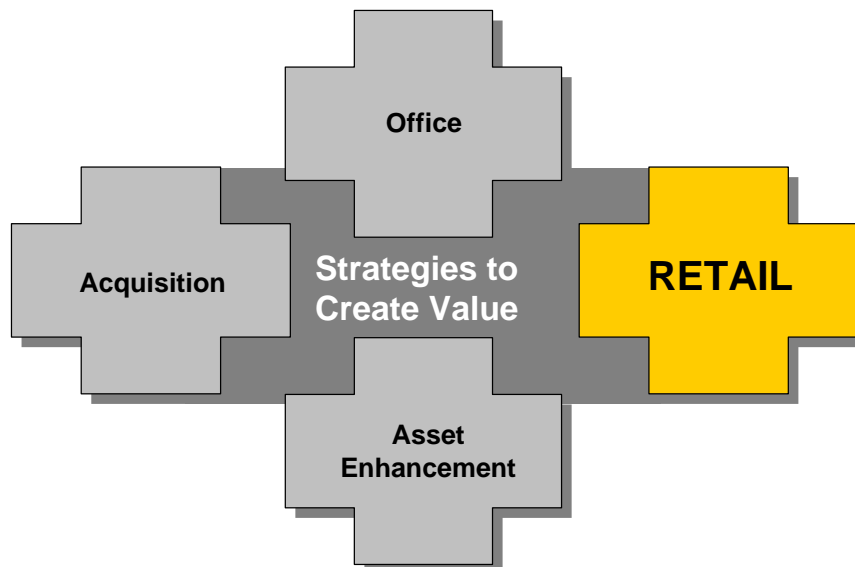 Office
Acquisition
Strategies to
Create Value
RETAIL
Asset
Enhancement